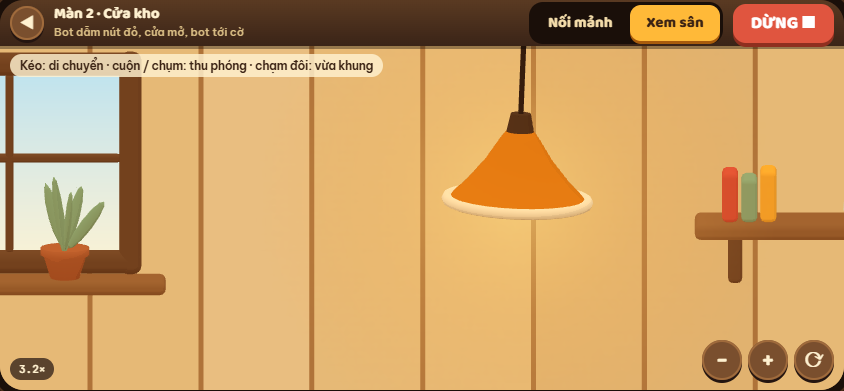 Màn 2 · Cửa kho
Bot dẫm nút đỏ, cửa mở, bot tới cờ
Nối mảnh
Xem sân
DỪNG
Kéo: di chuyển · cuộn / chụm: thu phóng · chạm đôi: vừa khung
3.2×